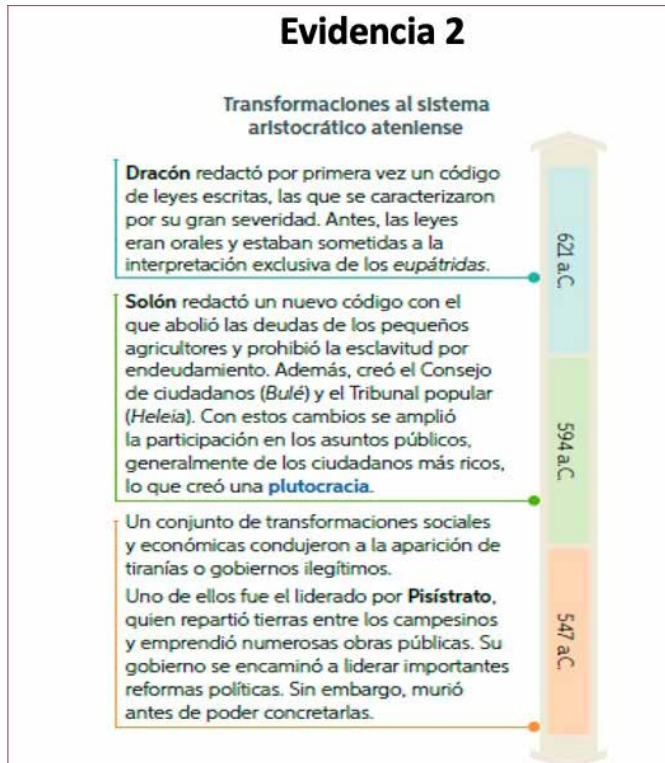 Evidencia 2
Transformaciones al sistema
aristocrático ateniense
Dracón redactó por primera vez un código
de leyes escritas, las que se caracterizaron
por su gran severidad. Antes, las leyes
eran orales y estaban sometidas a la
interpretación exclusiva de los eupátridas.
621 a.C.
Solón redactó un nuevo código con el
que abolió las deudas de los pequeños
agricultores y prohibió la esclavitud por
endeudamiento. Además, creó el Consejo
de ciudadanos (Bulé) y el Tribunal popular
(Heleia). Con estos cambios se amplió
la participación en los asuntos públicos,
generalmente de los ciudadanos más ricos,
lo que creó una plutocracia.
594 a.C.
Un conjunto de transformaciones sociales
y económicas condujeron a la aparición de
tiranías o gobiernos ilegítimos.
Uno de ellos fue el liderado por Pisístrato,
quien repartió tierras entre los campesinos
y emprendió numerosas obras públicas. Su
gobierno se encaminó a liderar importantes
reformas políticas. Sin embargo, murió
antes de poder concretarlas.
547 a.C.